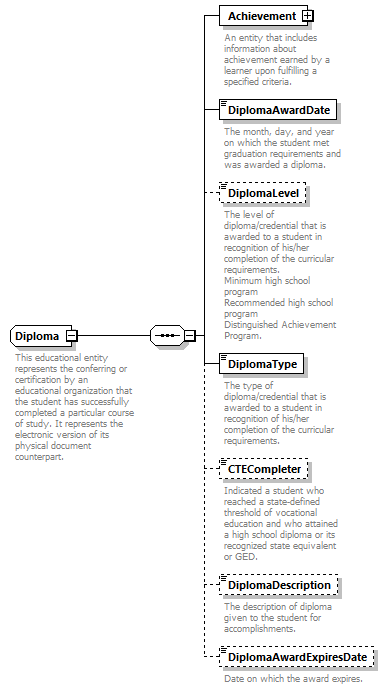 Achievement
An entity that includes
information about
achievement earned by a
learner upon fulfilling a
specified criteria.
DiplomaAwardDate
The month, day, and year
on which the student met
graduation requirements and
was awarded a diploma.
DiplomaLevel
The level of
diploma/credential that is
awarded to a student in
recognition of his/her
completion of the curricular
requirements.
Minimum high school
program
Recommended high school
program
Distinguished Achievement
Program.
Diploma
This educational entity
represents the conferring or
certification by an
educational organization that
the student has successfully
completed a particular course
of study. It represents the
electronic version of its
physical document
counterpart.
DiplomaType
The type of
diploma/credential that is
awarded to a student in
recognition of his/her
completion of the curricular
requirements.
CTECompleter
Indicated a student who
reached a state-defined
threshold of vocational
education and who attained
a high school diploma or its
recognized state equivalent
or GED.
DiplomaDescription
The description of diploma
given to the student for
accomplishments.
DiplomaAwardExpiresDate
Date on which the award expires.